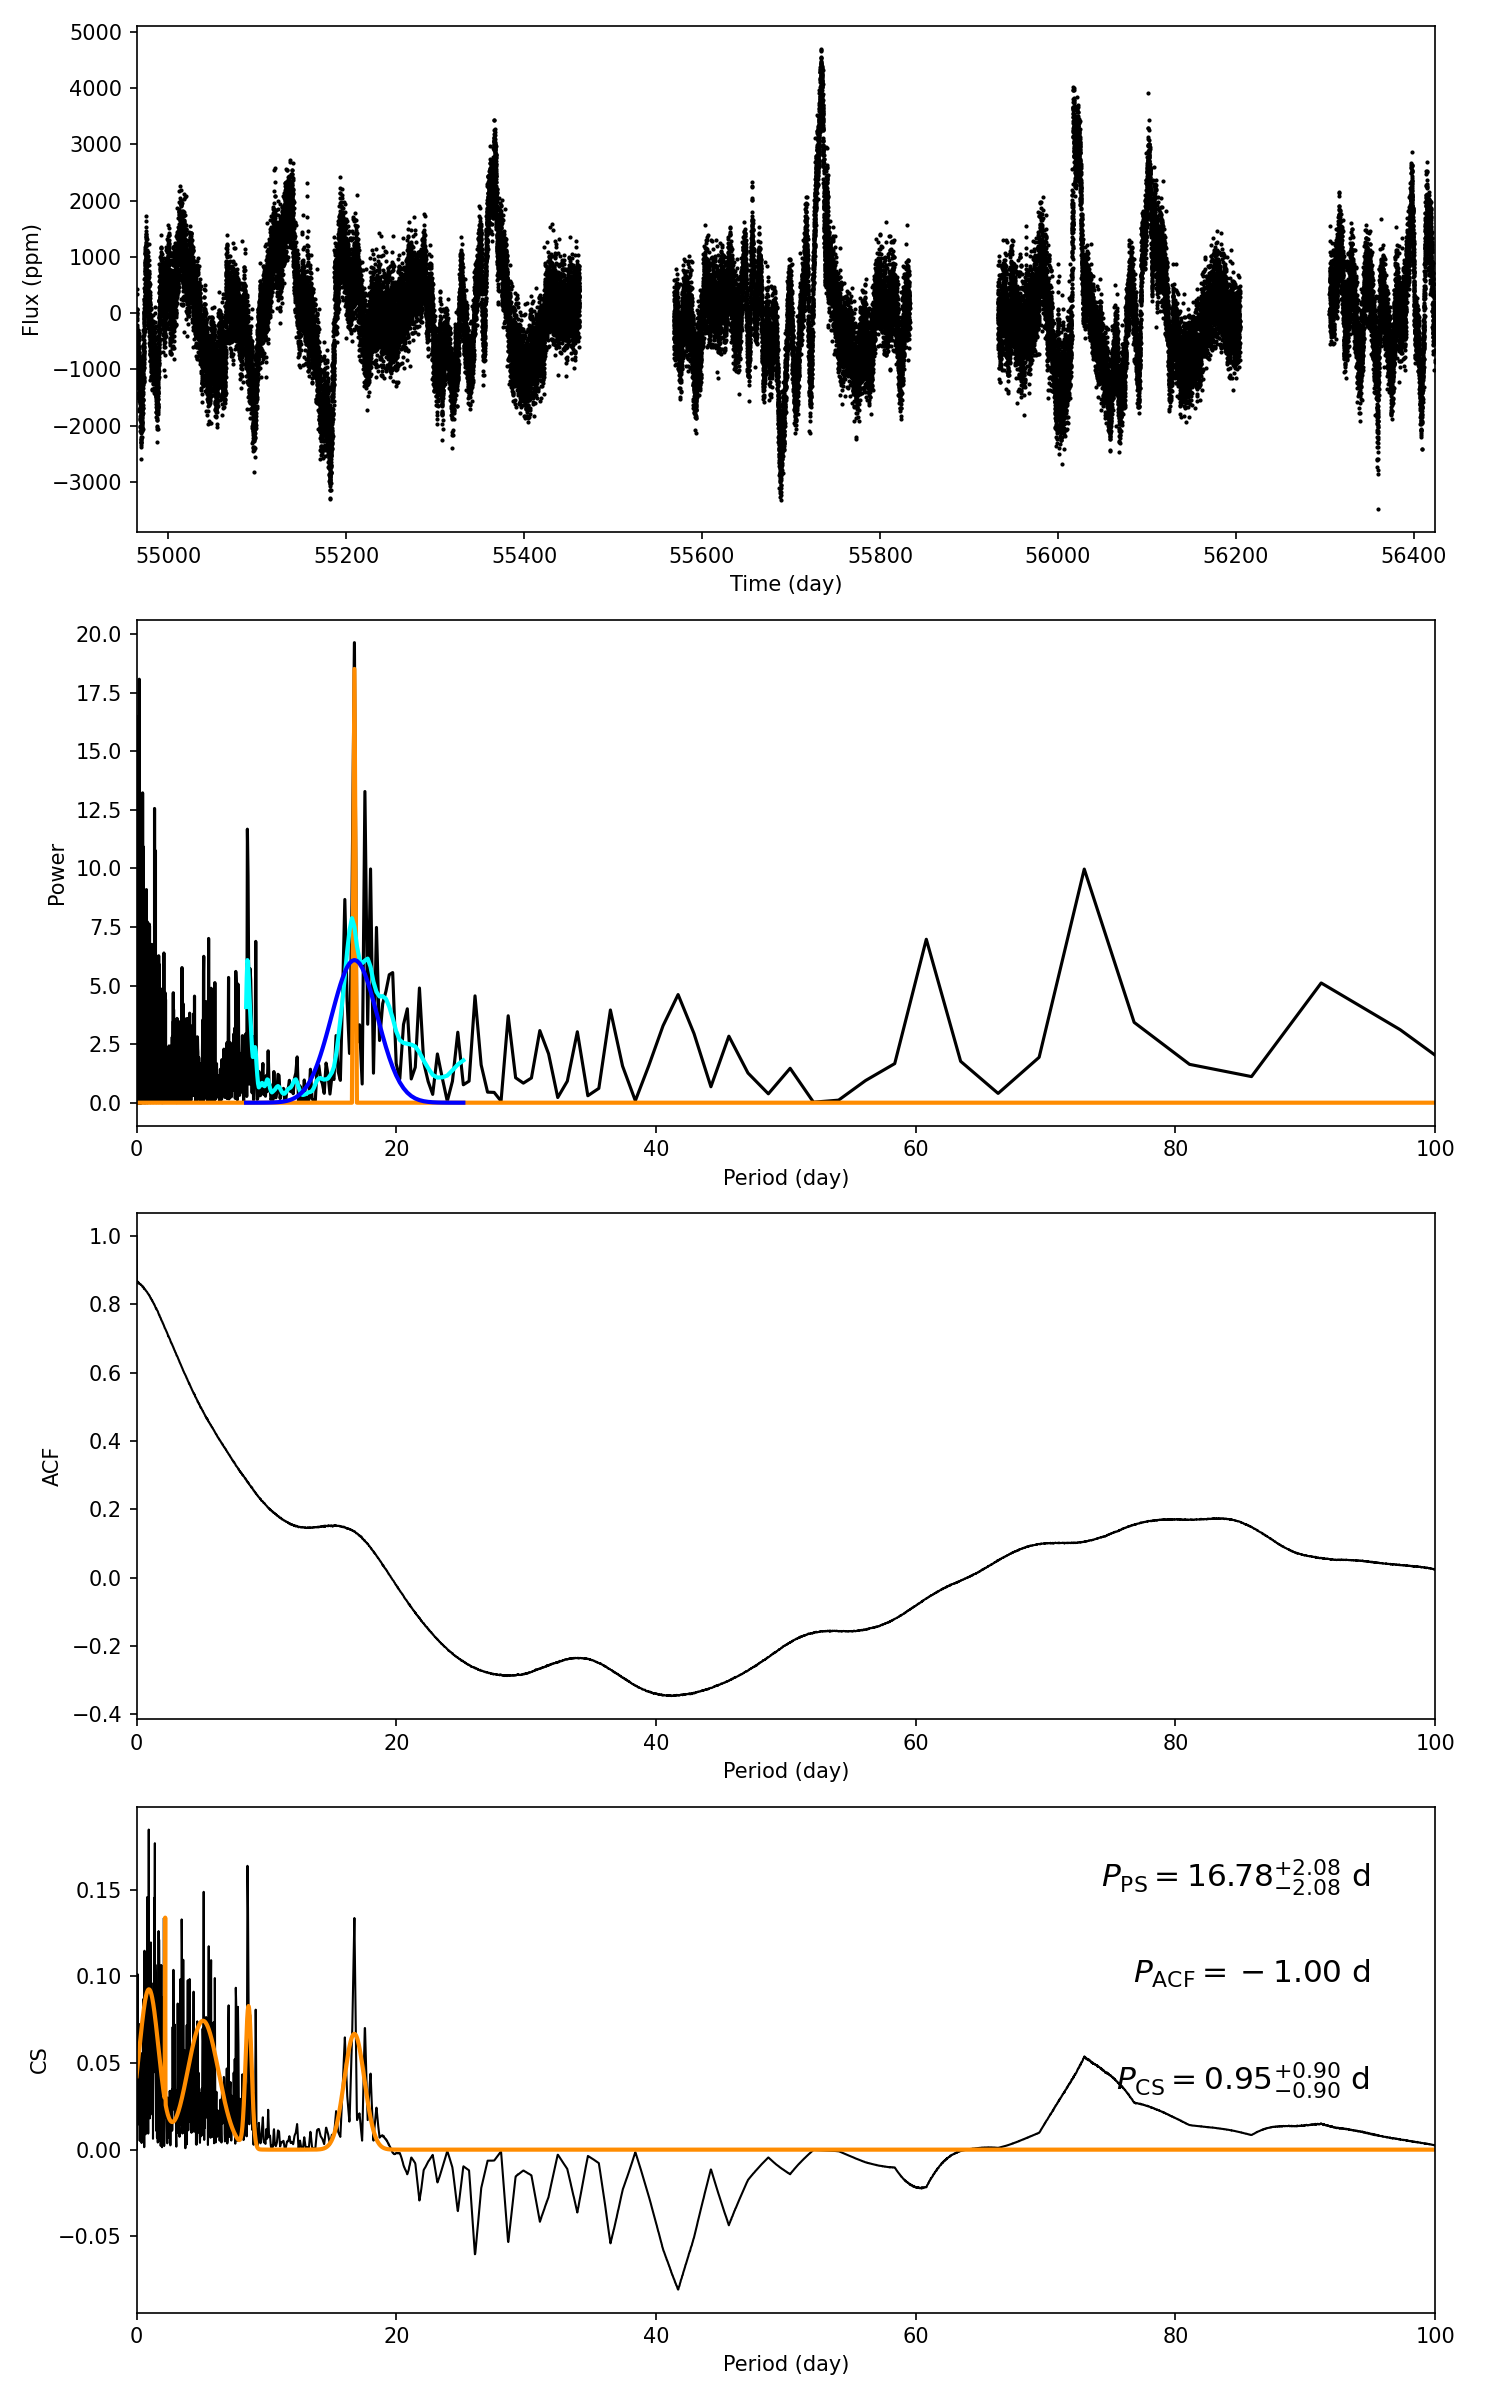 5000
4000
3000
2000
1000
0
−1000
−2000
−3000
Flux (ppm)
55000 55200 55400 55600 55800 56000 56200 56400
Time (day)
20.0
17.5
15.0
12.5
10.0
7.5
5.0
2.5
0.0
Power
0 20 40 60 80 100
Period (day)
1.0
0.8
0.6
0.4
0.2
0.0
−0.2
−0.4
ACF
0 20 40 60 80 100
Period (day)
0.15
0.10
0.05
0.00
−0.05
CS
P_PS = 16.78^{+2.08}_{−2.08} d
P_ACF = −1.00 d
P_CS = 0.95^{+0.90}_{−0.90} d
0 20 40 60 80 100
Period (day)